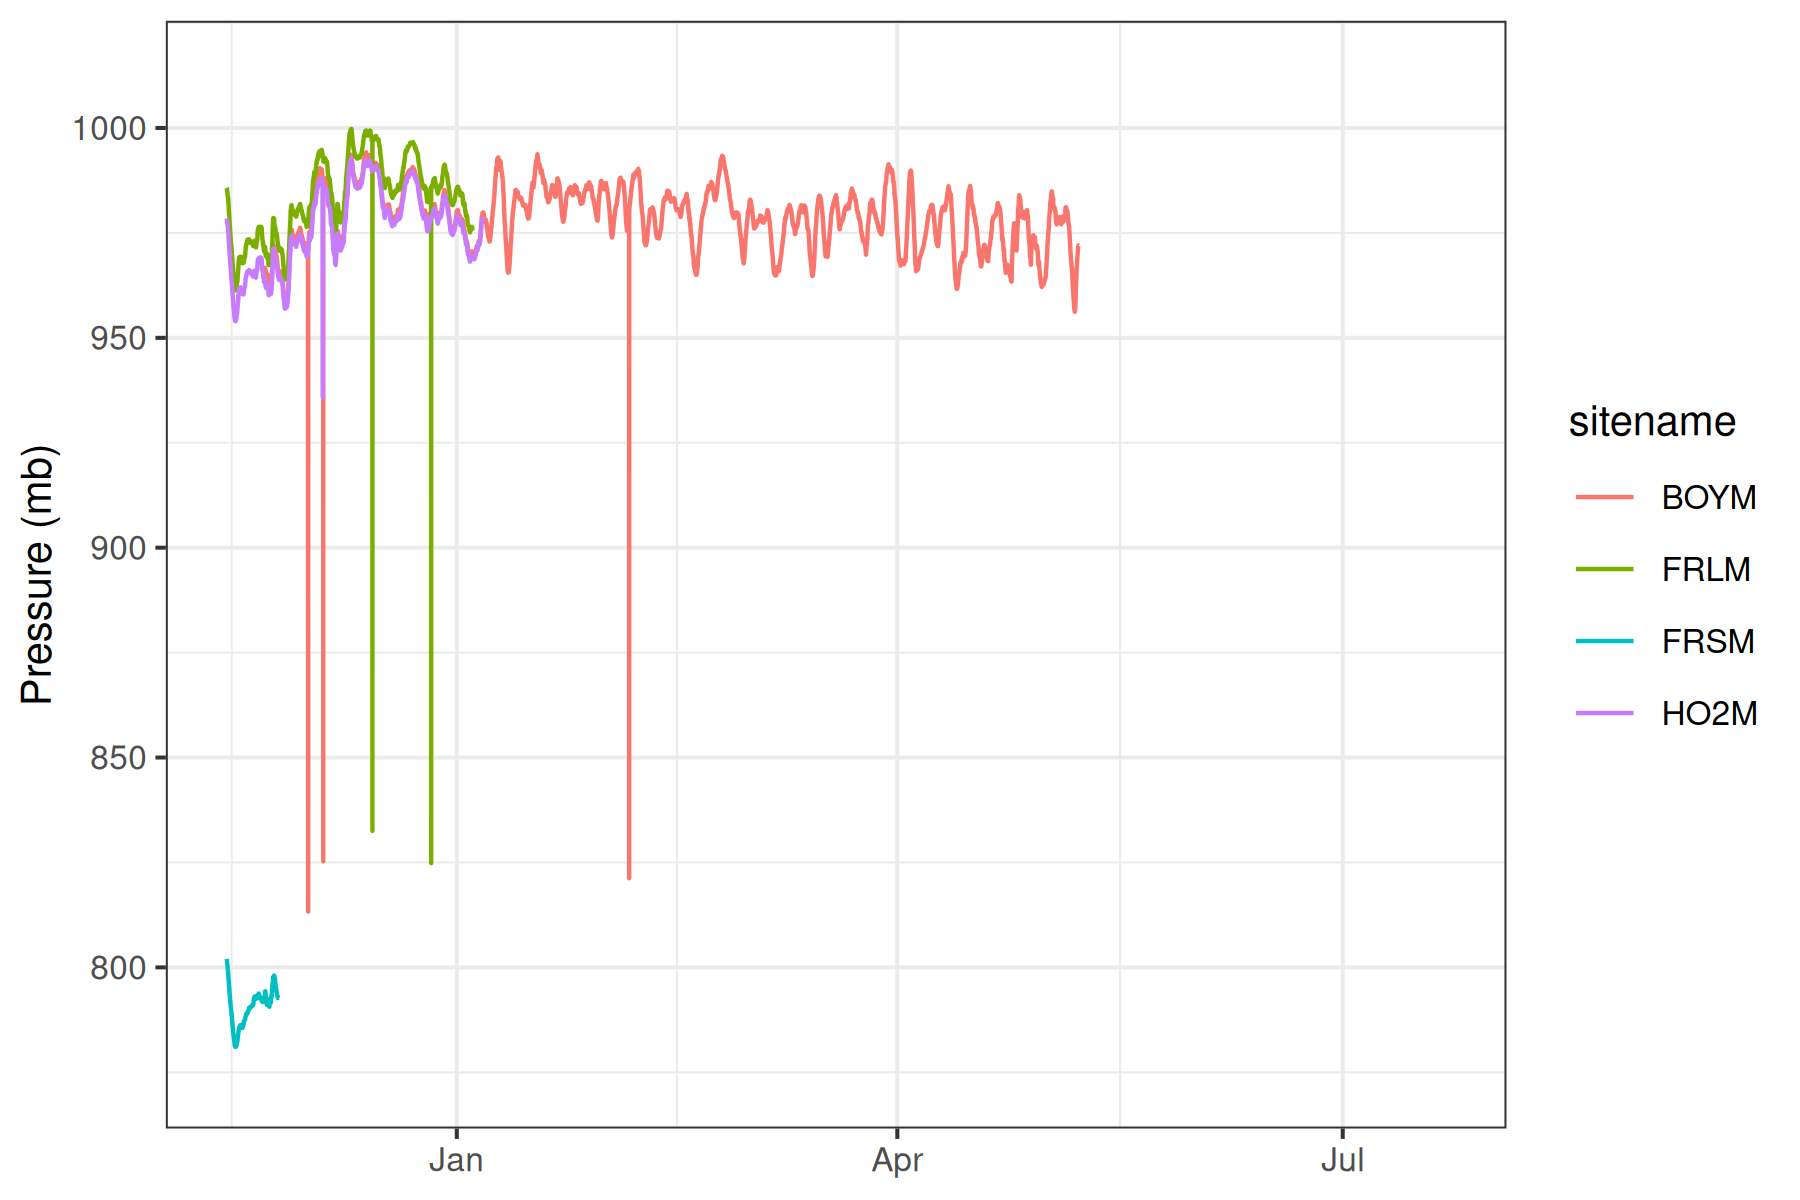 Pressure (mb)
1000
950
900
850
800
Jan
Apr
Jul
sitename
BOYM
FRLM
FRSM
HO2M